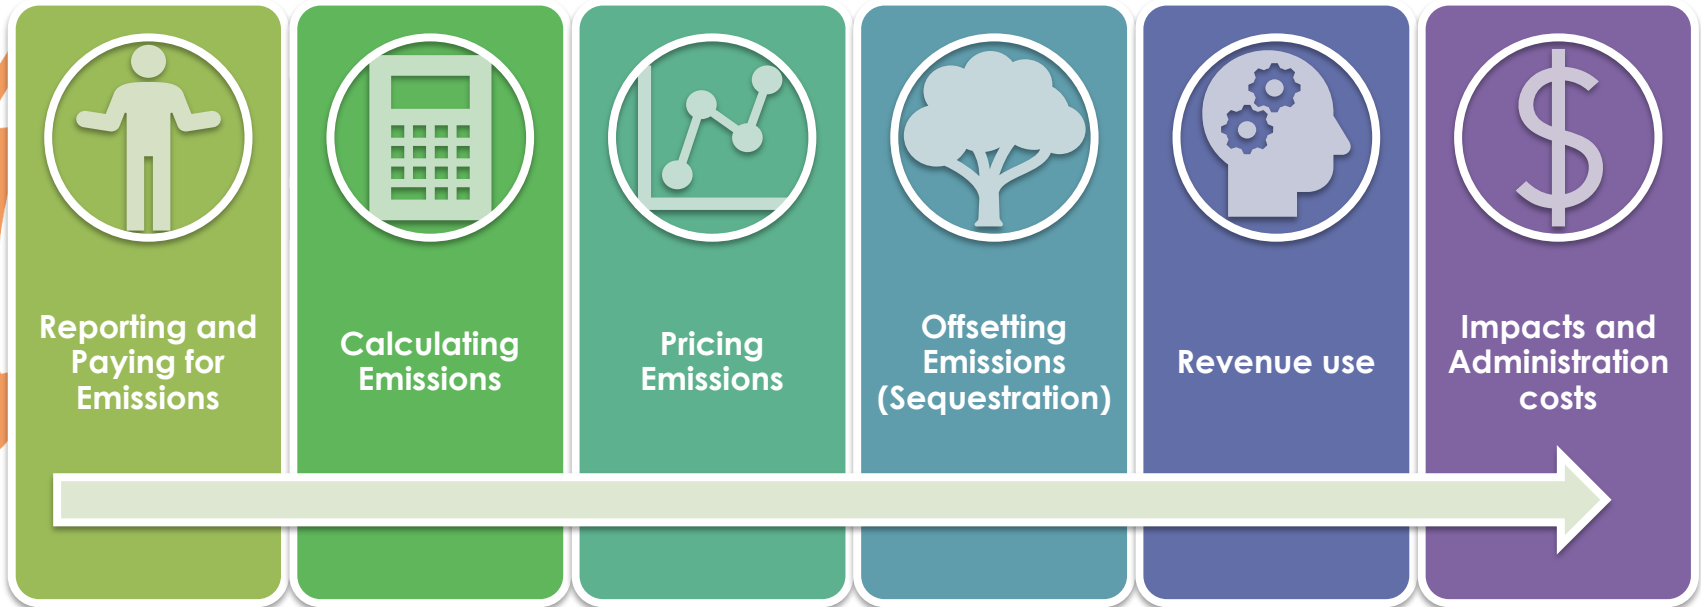 Reporting and
Paying for
Emissions
Calculating
Emissions
Pricing
Emissions
Offsetting
Emissions
(Sequestration)
Revenue use
Impacts and
Administration
costs